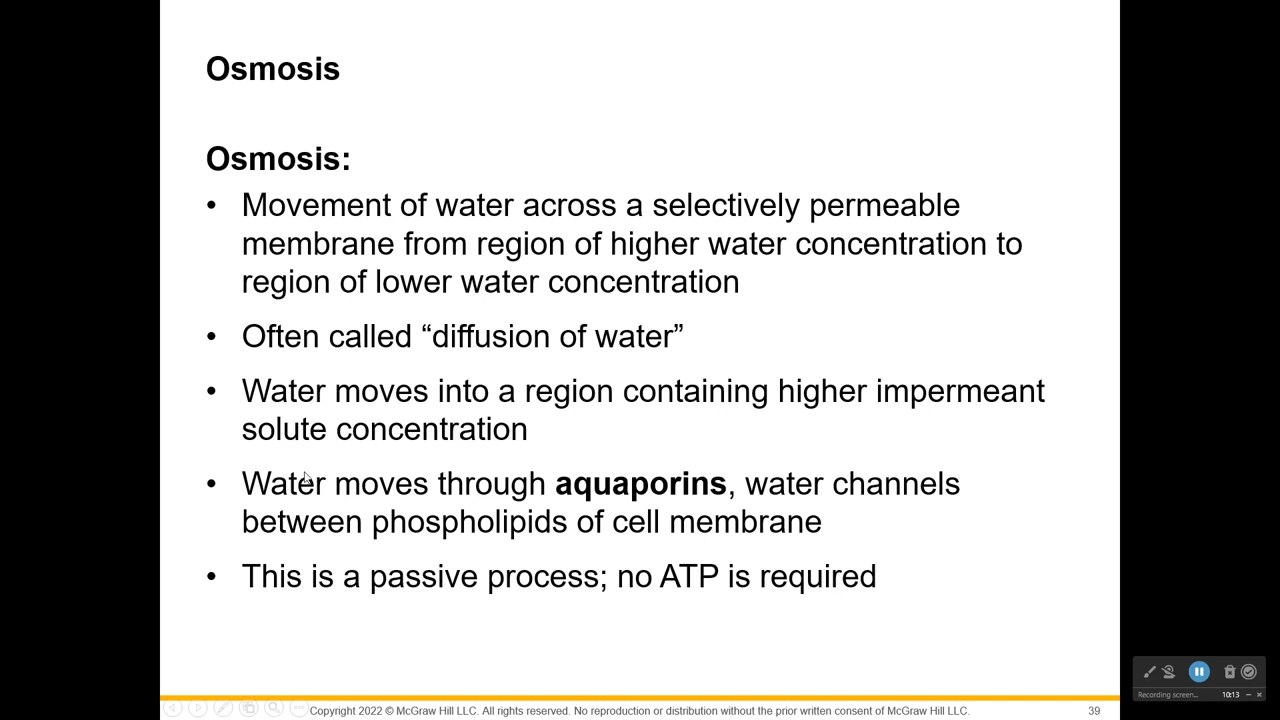 Osmosis
Osmosis:
• Movement of water across a selectively permeable
membrane from region of higher water concentration to
region of lower water concentration
• Often called “diffusion of water”
• Water moves into a region containing higher impermeant
solute concentration
• Water moves through aquaporins, water channels
between phospholipids of cell membrane
• This is a passive process; no ATP is required
Recording screen... 10:13
Copyright 2022 © McGraw Hill LLC. All rights reserved. No reproduction or distribution without the prior written consent of McGraw Hill LLC. 39